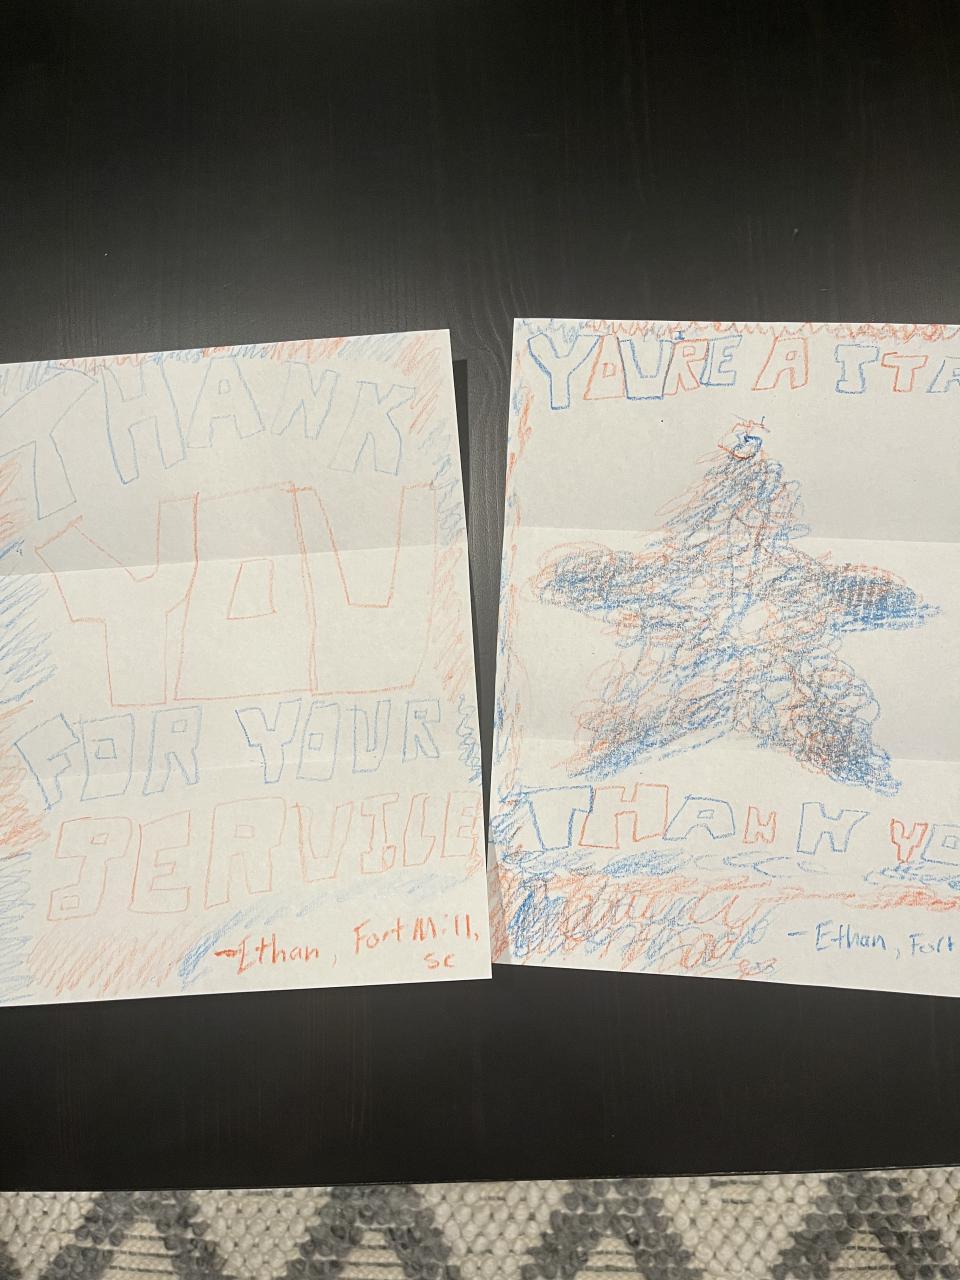 THANK
YOU
FOR YOUR
SERVICE
-Ethan, Fort Mill,
SC
YOU'RE A STA
THANK YO
- Ethan, Fort